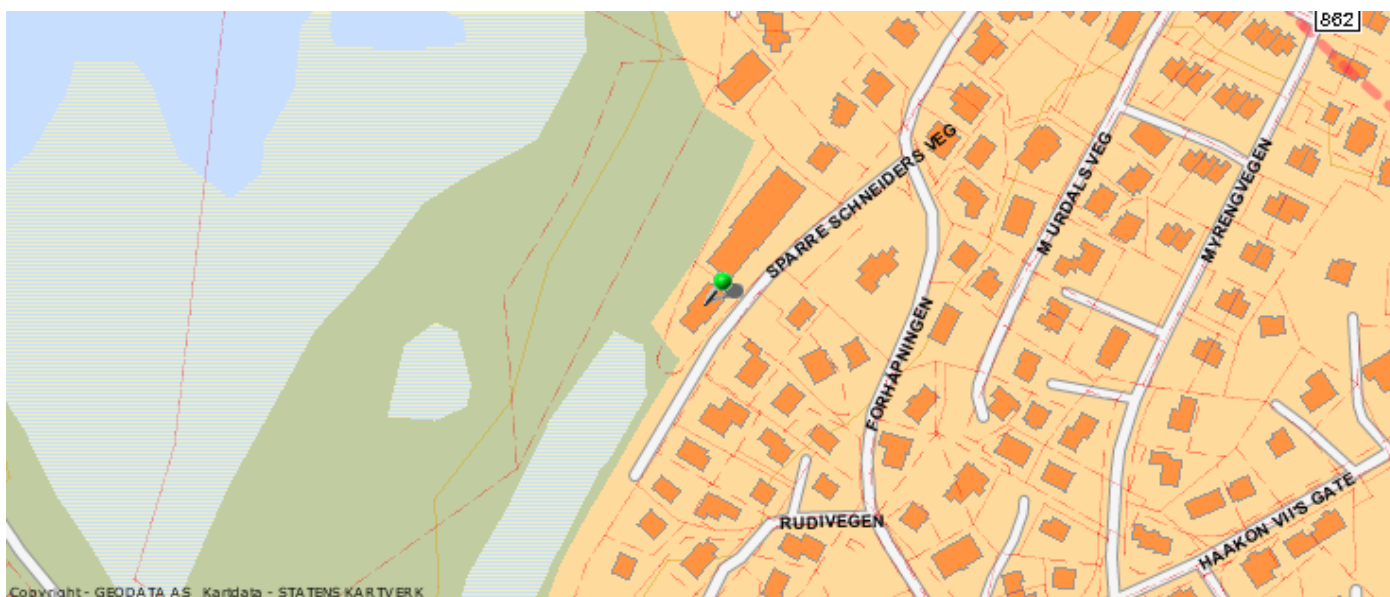 862
SPARRE SCHNEIDERS VEG
M URDALS VEG
MYRENGVEGEN
FORHÅPNINGEN
RUDIVEGEN
HAAKON VII'S GATE
Copyright - GEODATA AS Kartdata - STATENS KARTVERK